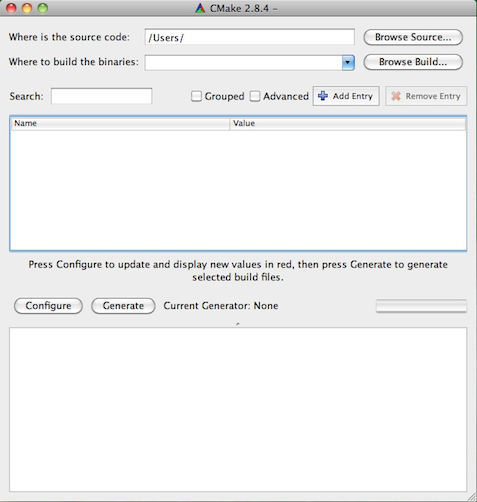 CMake 2.8.4 -
Where is the source code: /Users/ Browse Source...
Where to build the binaries: Browse Build...
Search: Grouped Advanced Add Entry Remove Entry
Name Value
Press Configure to update and display new values in red, then press Generate to generate
selected build files.
Configure Generate Current Generator: None